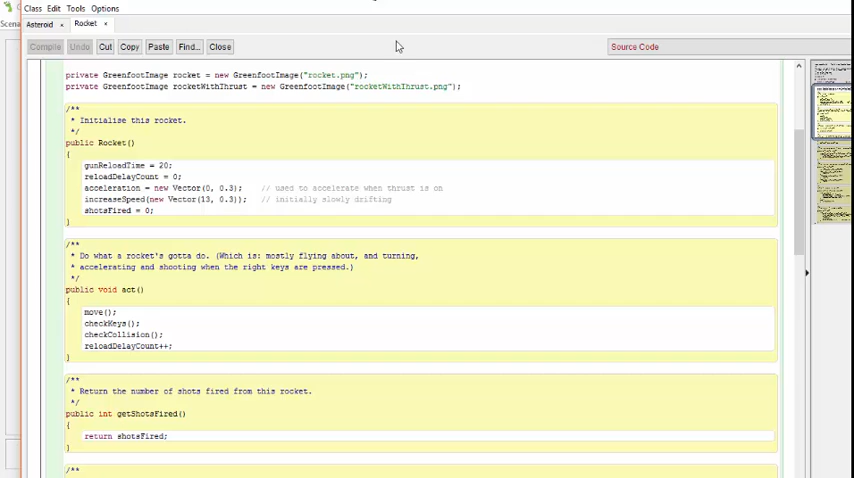 Class Edit Tools Options
Scena
Asteroid × Rocket ×
Compile Undo Cut Copy Paste Find... Close Source Code
private GreenfootImage rocket = new GreenfootImage("rocket.png");
private GreenfootImage rocketWithThrust = new GreenfootImage("rocketWithThrust.png");
/**
* Initialise this rocket.
*/
public Rocket()
{
gunReloadTime = 20;
reloadDelayCount = 0;
acceleration = new Vector(0, 0.3); // used to accelerate when thrust is on
increaseSpeed(new Vector(13, 0.3)); // initially slowly drifting
shotsFired = 0;
}
/**
* Do what a rocket's gotta do. (Which is: mostly flying about, and turning,
* accelerating and shooting when the right keys are pressed.)
*/
public void act()
{
move();
checkKeys();
checkCollision();
reloadDelayCount++;
}
/**
* Return the number of shots fired from this rocket.
*/
public int getShotsFired()
{
return shotsFired;
}
/**